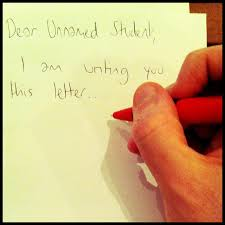 Dear Unnamed Student,
I am writing you
this letter...